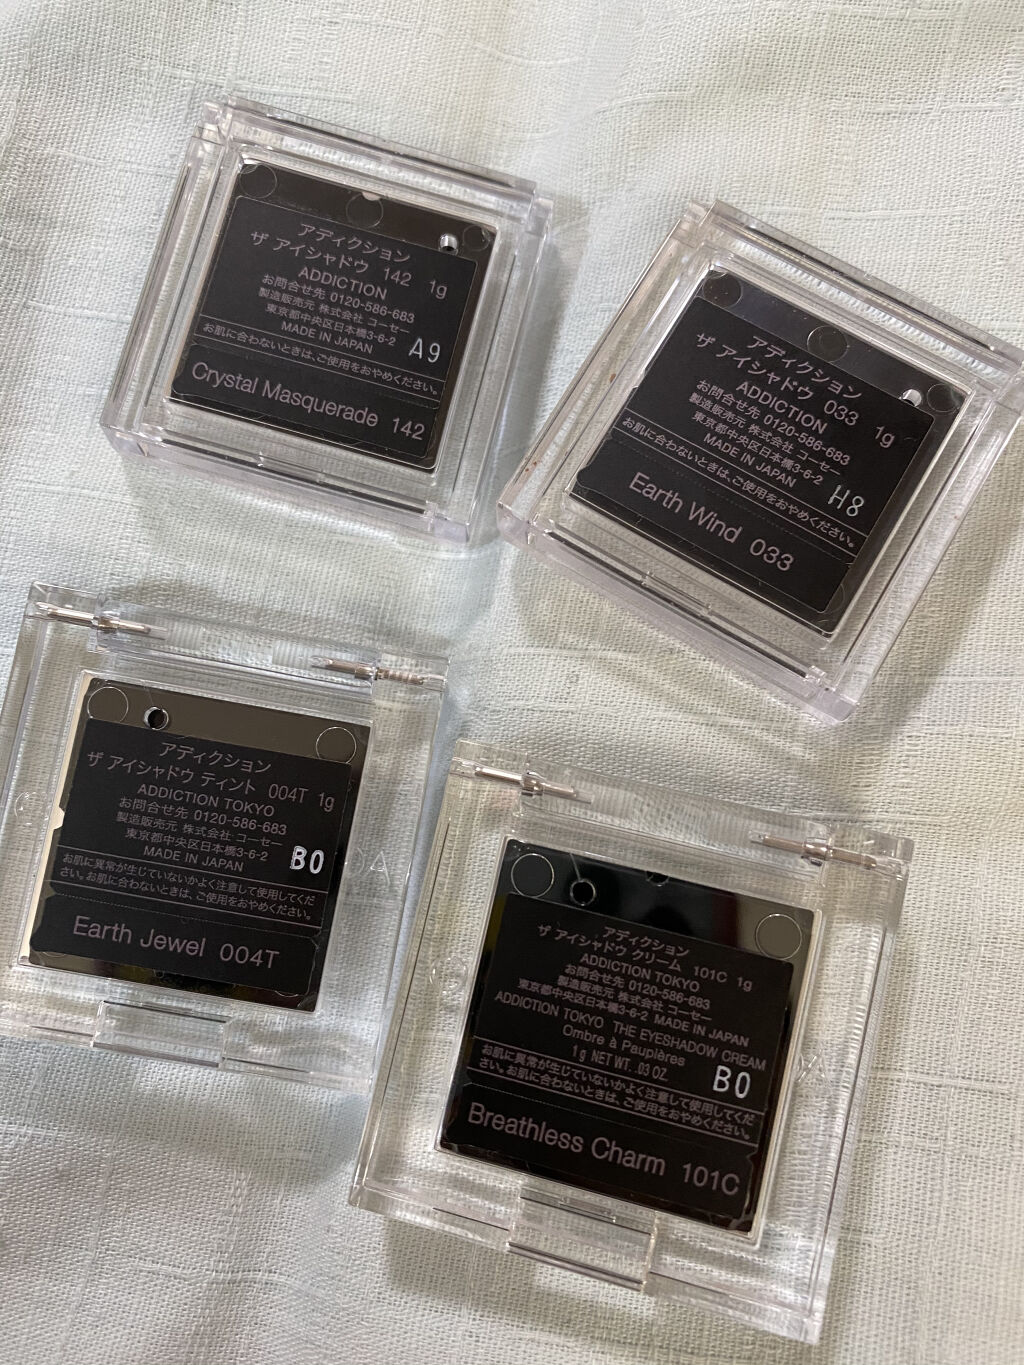 アディクション
ザ アイシャドウ 142 1g
ADDICTION
お問合せ先 0120-586-683
製造販売元 株式会社 コーセー
東京都中央区日本橋3-6-2
MADE IN JAPAN
A9
お肌に合わないときは、ご使用をおやめください。
Crystal Masquerade 142
アディクション
ザ アイシャドウ 033 1g
ADDICTION
お問合せ先 0120-586-683
製造販売元 株式会社 コーセー
東京都中央区日本橋3-6-2
MADE IN JAPAN
H8
お肌に合わないときは、ご使用をおやめください。
Earth Wind 033
アディクション
ザ アイシャドウ ティント 004T 1g
ADDICTION TOKYO
お問合せ先 0120-586-683
製造販売元 株式会社 コーセー
東京都中央区日本橋3-6-2
MADE IN JAPAN
B0
お肌に異常が生じていないかよく注意して使用してくだ
さい。お肌に合わないときは、ご使用をおやめください。
Earth Jewel 004T
アディクション
ザ アイシャドウ クリーム 101C 1g
ADDICTION TOKYO
お問合せ先 0120-586-683
製造販売元 株式会社 コーセー
東京都中央区日本橋3-6-2 MADE IN JAPAN
ADDICTION TOKYO THE EYESHADOW CREAM
Ombre à Paupières
1 g NET WT. .03 OZ.
B0
お肌に異常が生じていないかよく注意して使用してくだ
さい。お肌に合わないときは、ご使用をおやめください。
Breathless Charm 101C